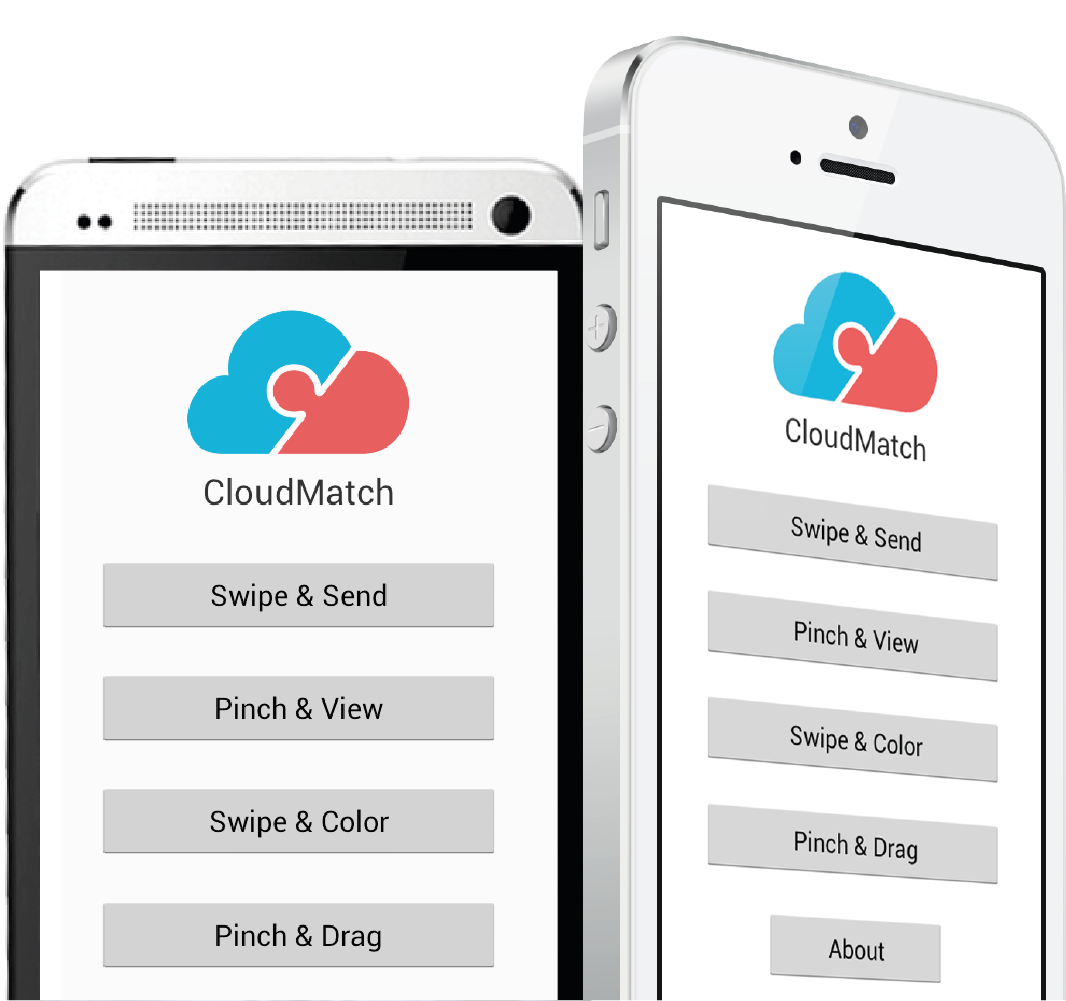 CloudMatch
Swipe & Send
Pinch & View
Swipe & Color
Pinch & Drag
CloudMatch
Swipe & Send
Pinch & View
Swipe & Color
Pinch & Drag
About